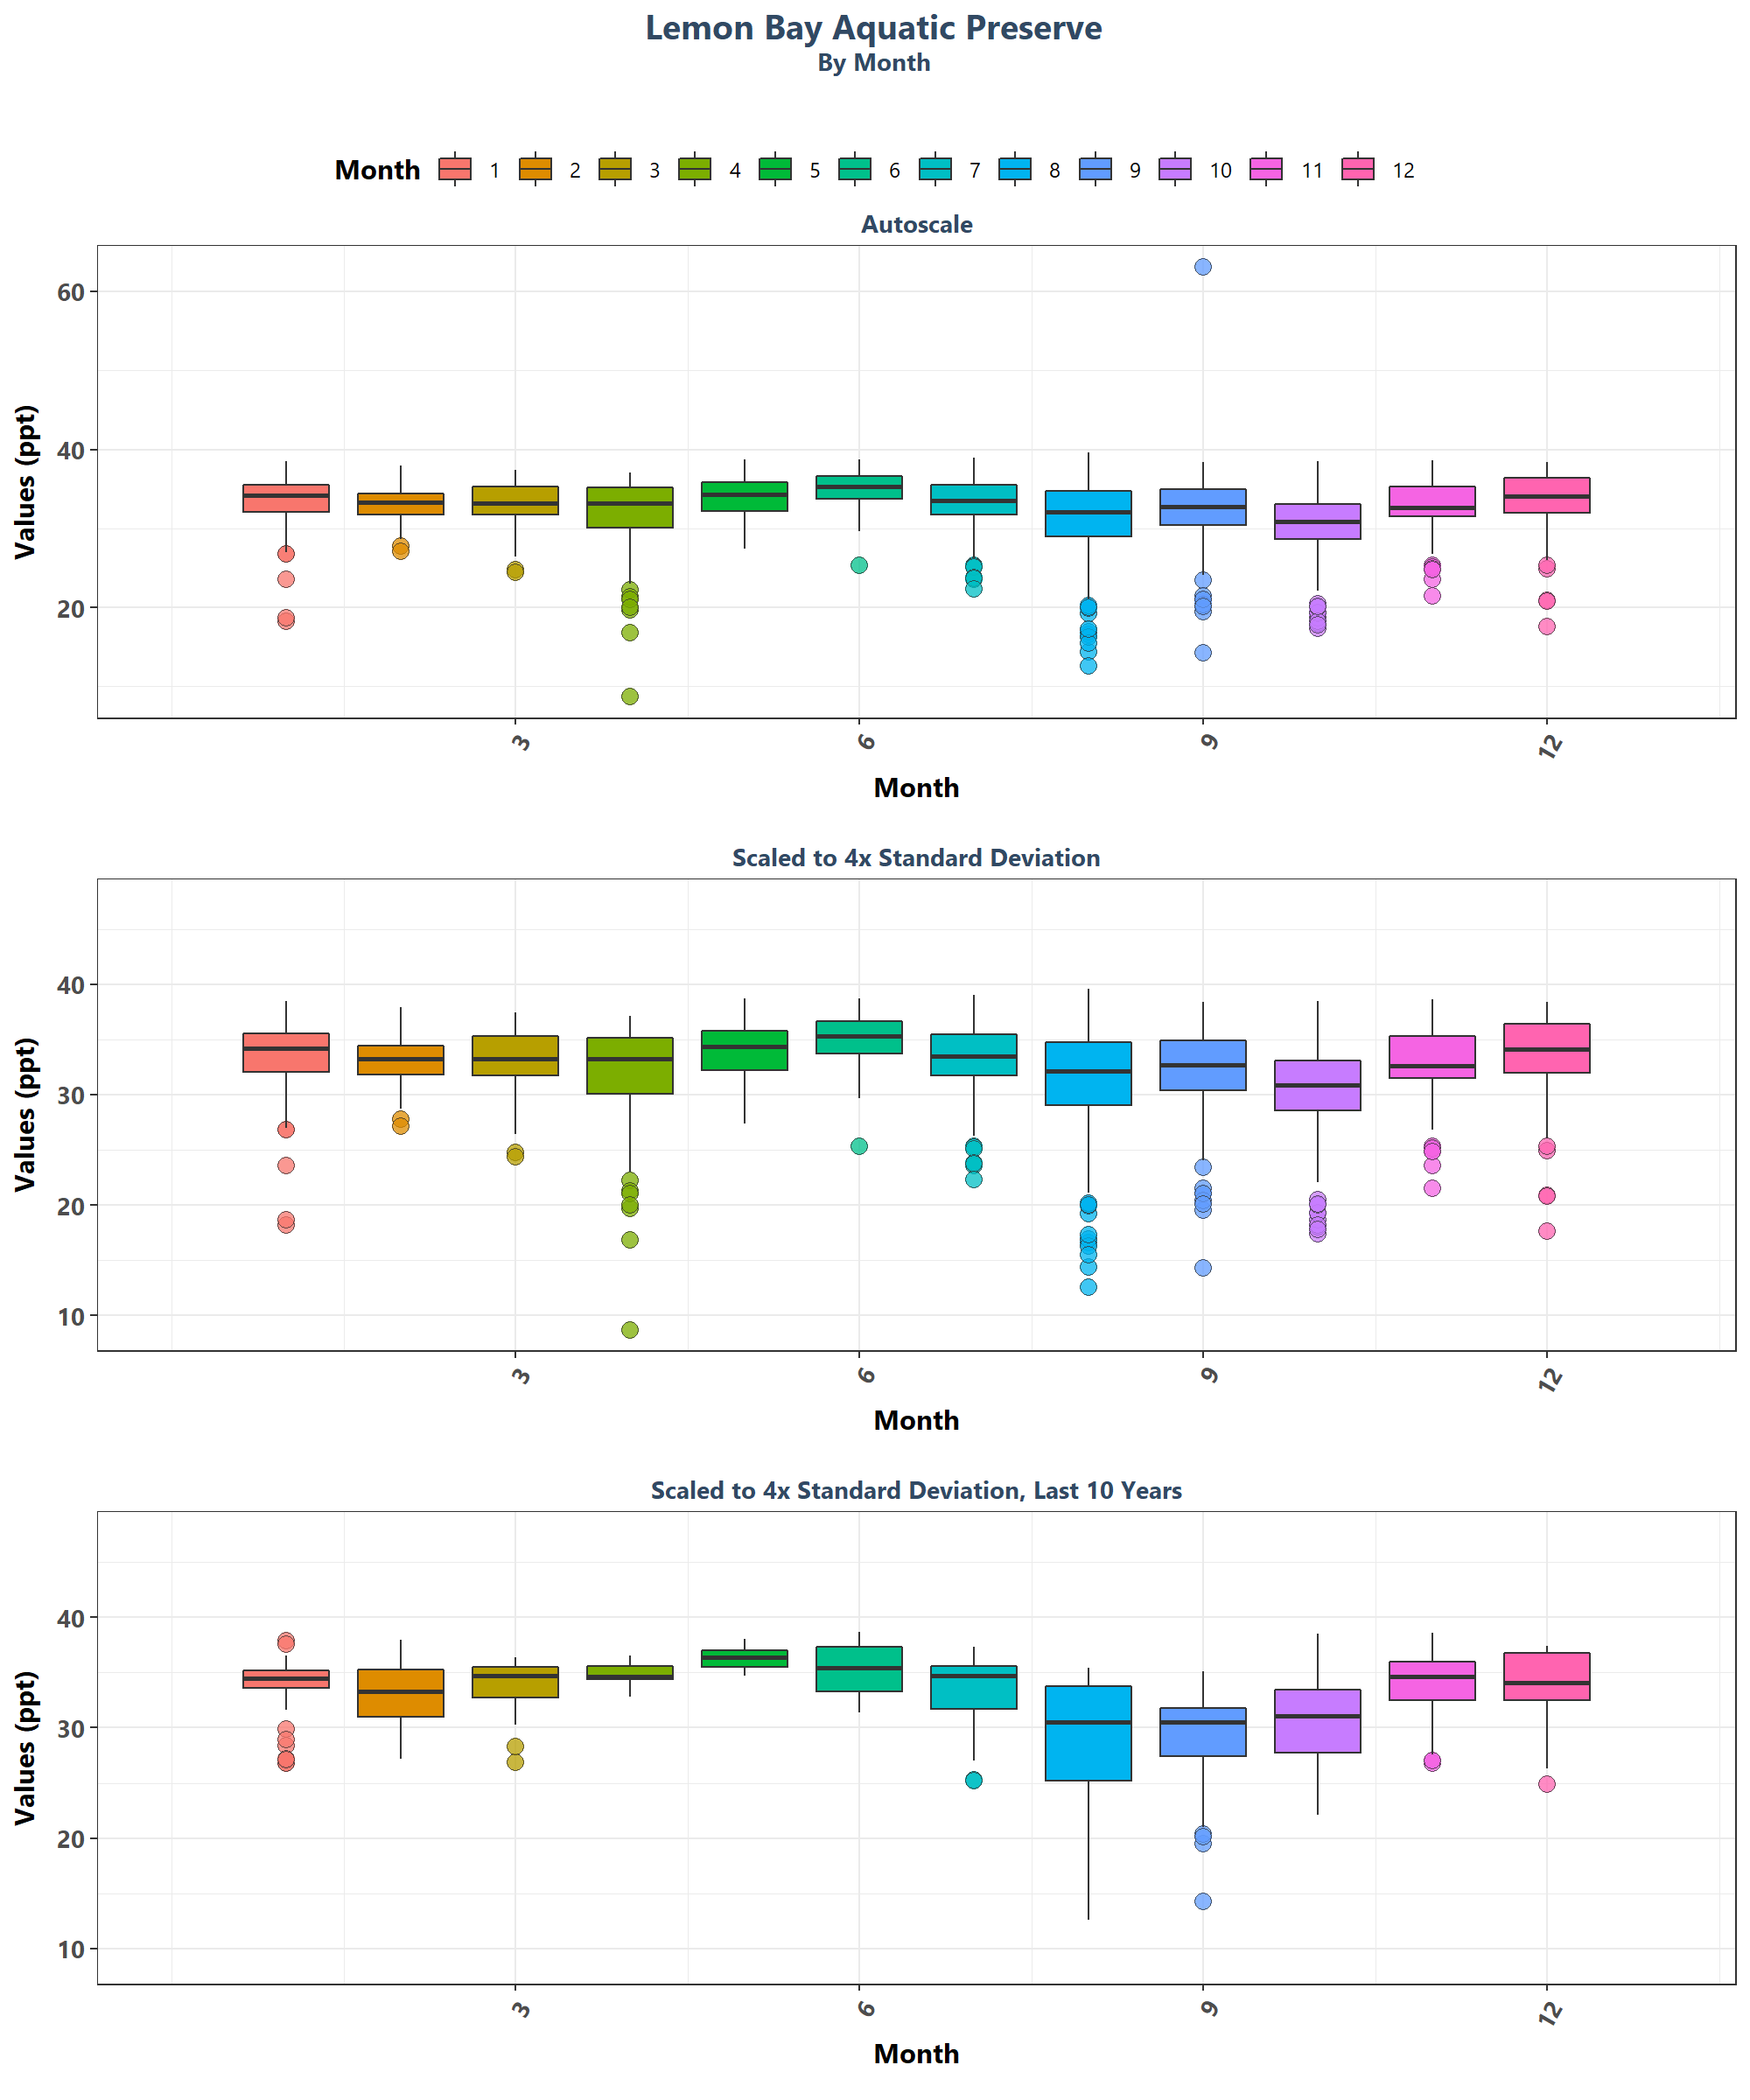 Lemon Bay Aquatic Preserve
By Month
Month 1 2 3 4 5 6 7 8 9 10 11 12
Autoscale
Values (ppt)
60
40
20
3 6 9 12
Month
Scaled to 4x Standard Deviation
Values (ppt)
40
30
20
10
3 6 9 12
Month
Scaled to 4x Standard Deviation, Last 10 Years
Values (ppt)
40
30
20
10
3 6 9 12
Month